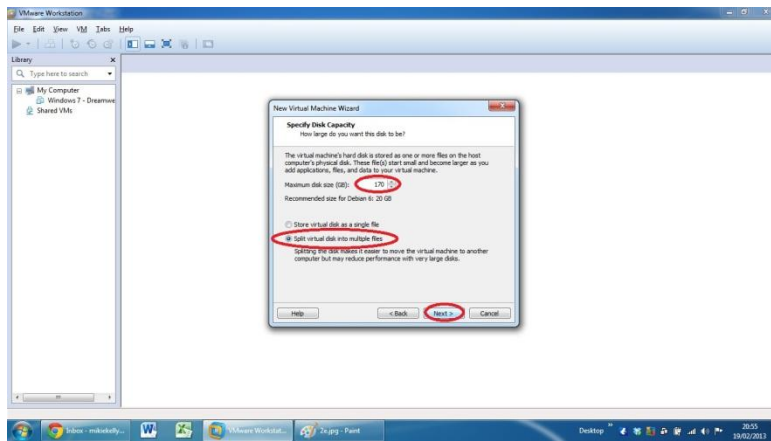 VMware Workstation
File Edit View VM Tabs Help
Library x
Type here to search
My Computer
Windows 7 - Dreamwe
Shared VMs
New Virtual Machine Wizard
Specify Disk Capacity
How large do you want this disk to be?
The virtual machine's hard disk is stored as one or more files on the host
computer's physical disk. These file(s) start small and become larger as you
add applications, files, and data to your virtual machine.
Maximum disk size (GB): 170
Recommended size for Debian 6: 20 GB
Store virtual disk as a single file
Split virtual disk into multiple files
Splitting the disk makes it easier to move the virtual machine to another
computer but may reduce performance with very large disks.
Help < Back Next > Cancel
Inbox - mikiekelly... VMware Workstat... 2e.jpg - Paint Desktop » 20:55
19/02/2013